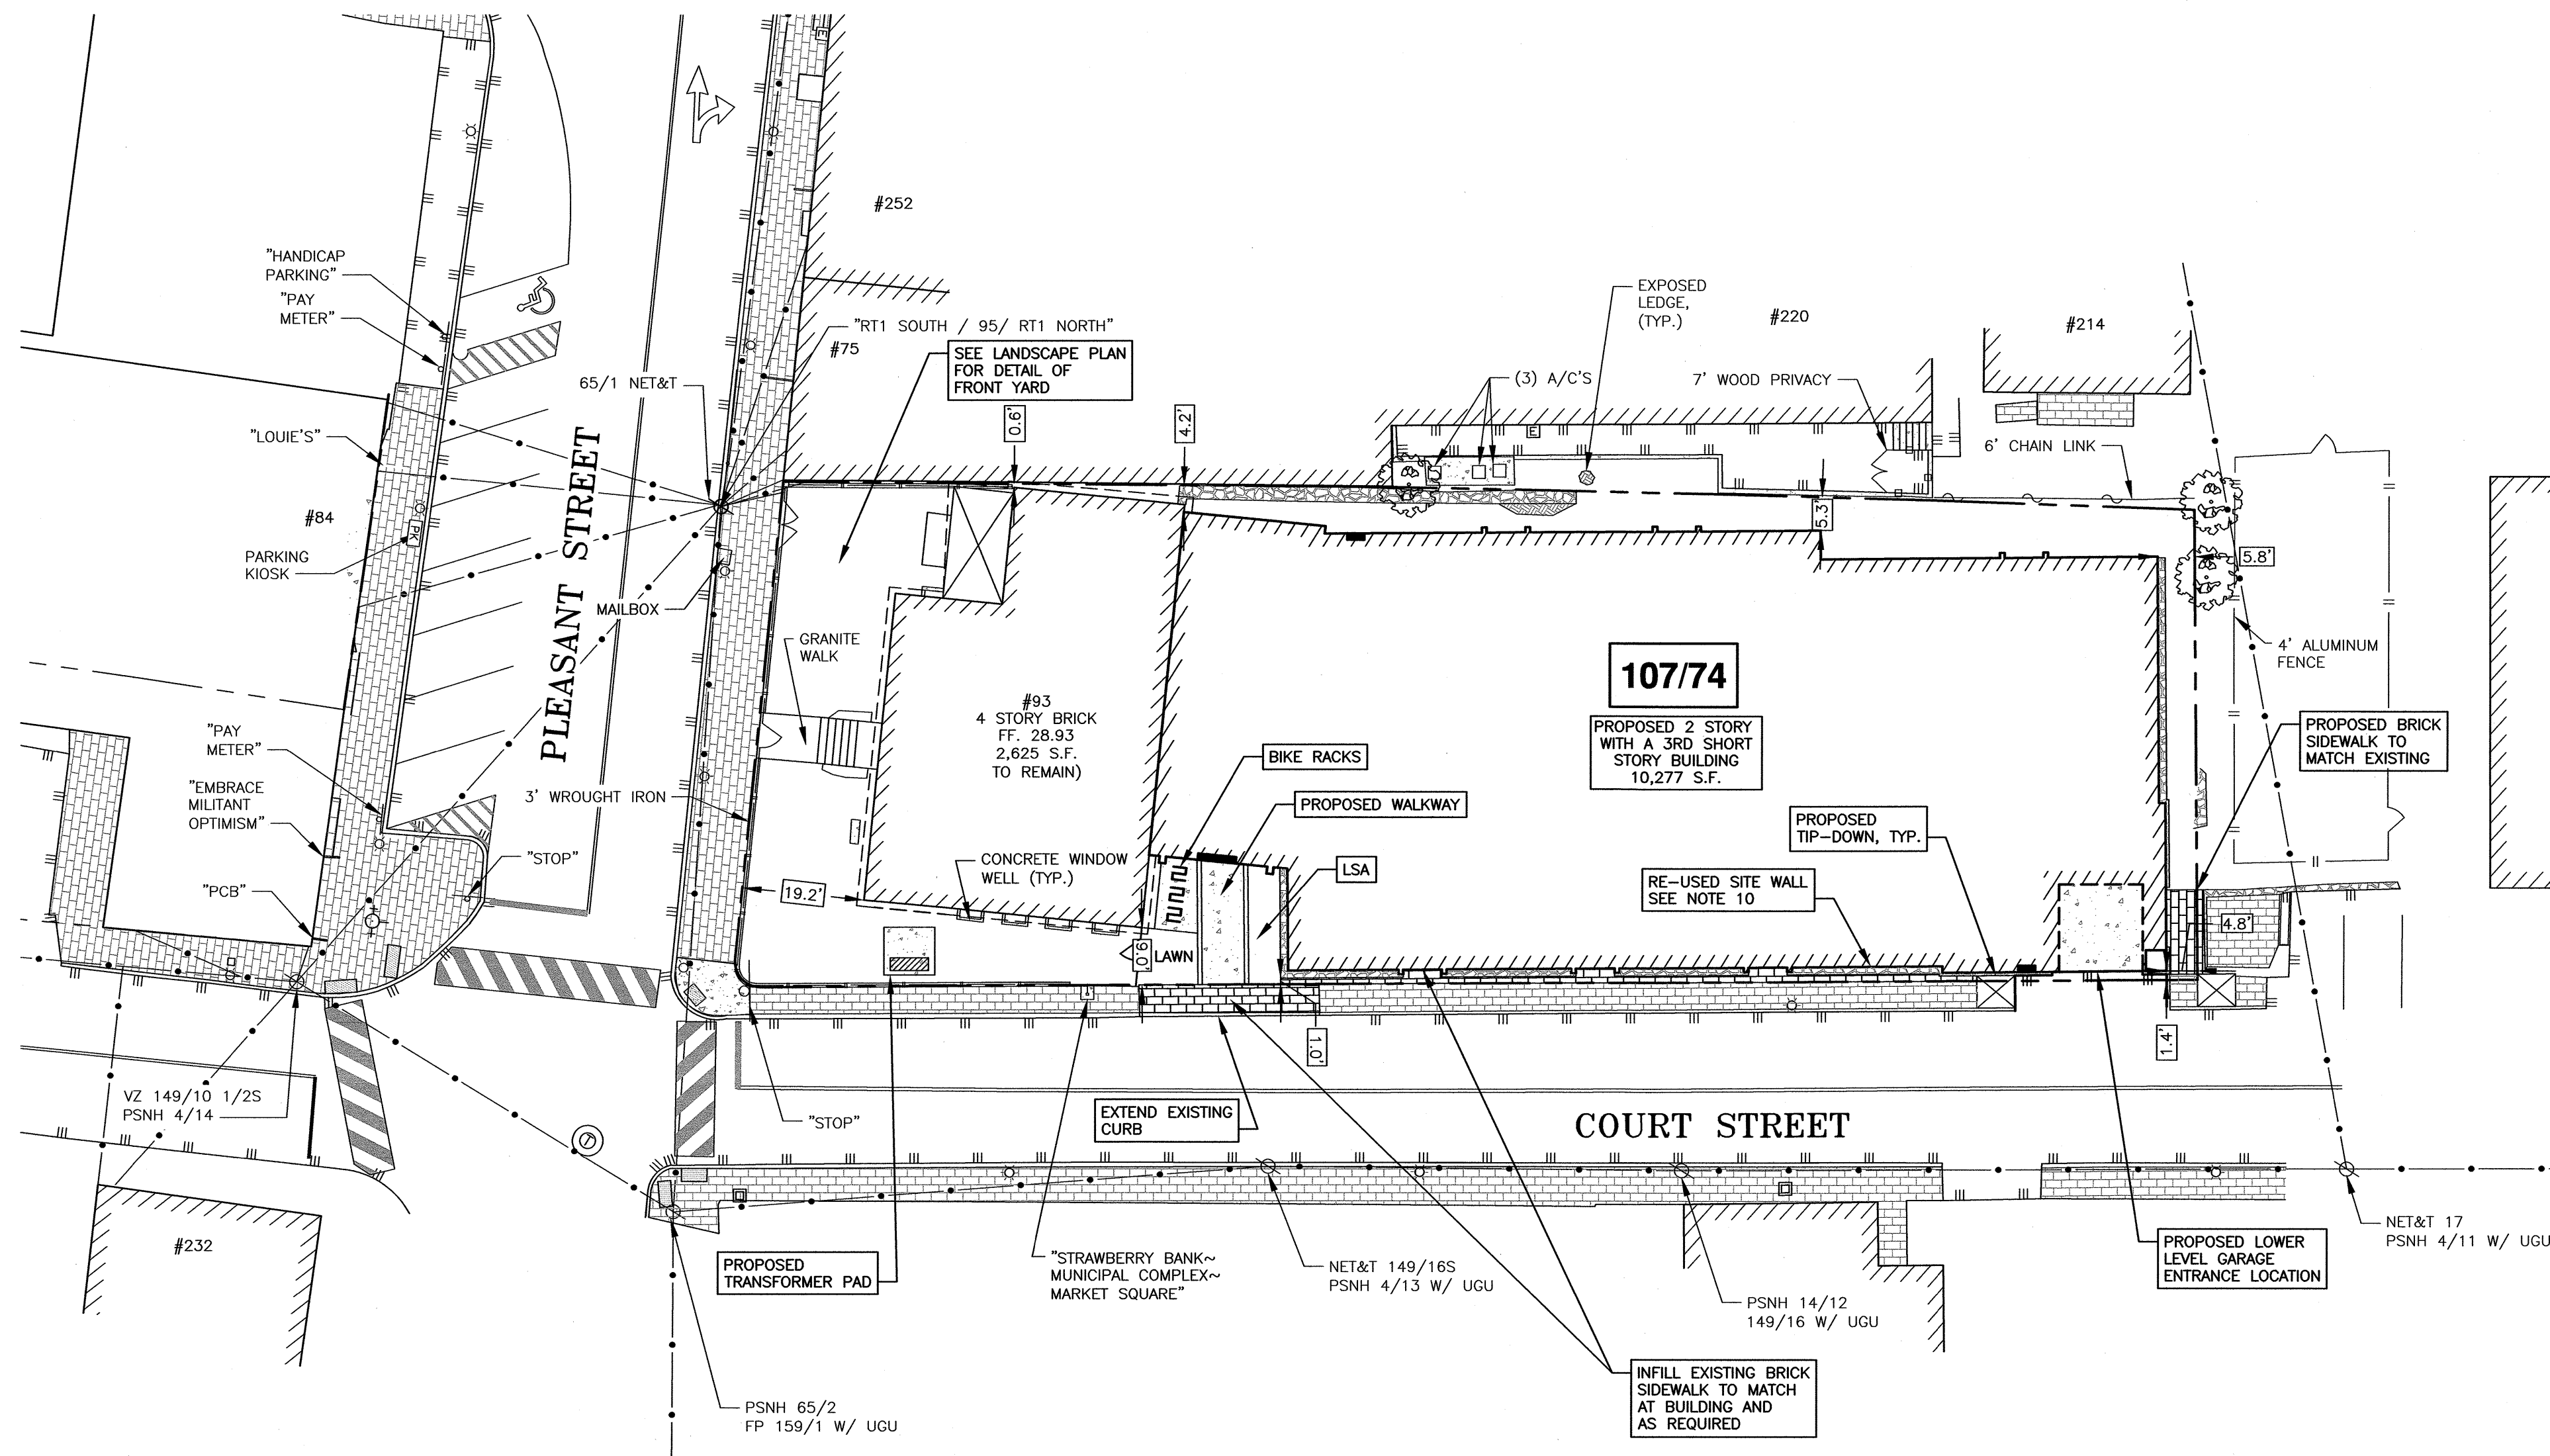 E
#252
"HANDICAP
PARKING"
"PAY
METER"
"RT1 SOUTH / 95/ RT1 NORTH"
#75
SEE LANDSCAPE PLAN
FOR DETAIL OF
FRONT YARD
65/1 NET&T
EXPOSED
LEDGE,
(TYP.)
#220
#214
(3) A/C'S
7' WOOD PRIVACY
6' CHAIN LINK
0.6'
4.2'
E
"LOUIE'S"
#84
PK
PARKING
KIOSK
PLEASANT STREET
MAILBOX
5.3'
5.8'
GRANITE
WALK
4' ALUMINUM
FENCE
107/74
PROPOSED 2 STORY
WITH A 3RD SHORT
STORY BUILDING
10,277 S.F.
#93
4 STORY BRICK
FF. 28.93
2,625 S.F.
TO REMAIN)
"PAY
METER"
PROPOSED BRICK
SIDEWALK TO
MATCH EXISTING
BIKE RACKS
"EMBRACE
MILITANT
OPTIMISM"
3' WROUGHT IRON
PROPOSED WALKWAY
PROPOSED
TIP-DOWN, TYP.
"STOP"
CONCRETE WINDOW
WELL (TYP.)
LSA
"PCB"
19.2'
RE-USED SITE WALL
SEE NOTE 10
4.8'
0.6'
LAWN
1.0'
1.4'
VZ 149/10 1/2S
PSNH 4/14
"STOP"
EXTEND EXISTING
CURB
COURT STREET
T
#232
PROPOSED
TRANSFORMER PAD
"STRAWBERRY BANK~
MUNICIPAL COMPLEX~
MARKET SQUARE"
NET&T 149/16S
PSNH 4/13 W/ UGU
PSNH 14/12
149/16 W/ UGU
PROPOSED LOWER
LEVEL GARAGE
ENTRANCE LOCATION
NET&T 17
PSNH 4/11 W/ UGU
INFILL EXISTING BRICK
SIDEWALK TO MATCH
AT BUILDING AND
AS REQUIRED
PSNH 65/2
FP 159/1 W/ UGU